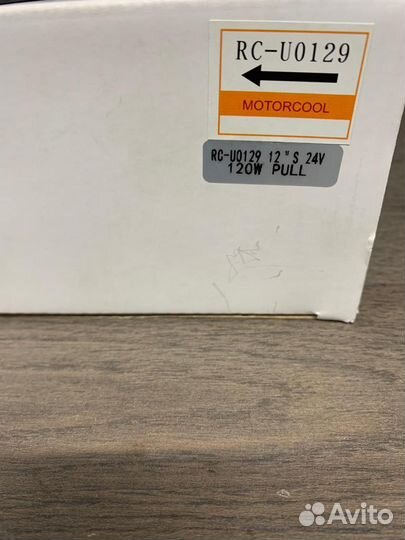 RC-U0129
MOTORCOOL
RC-U0129 12"S 24V
120W PULL
Avito